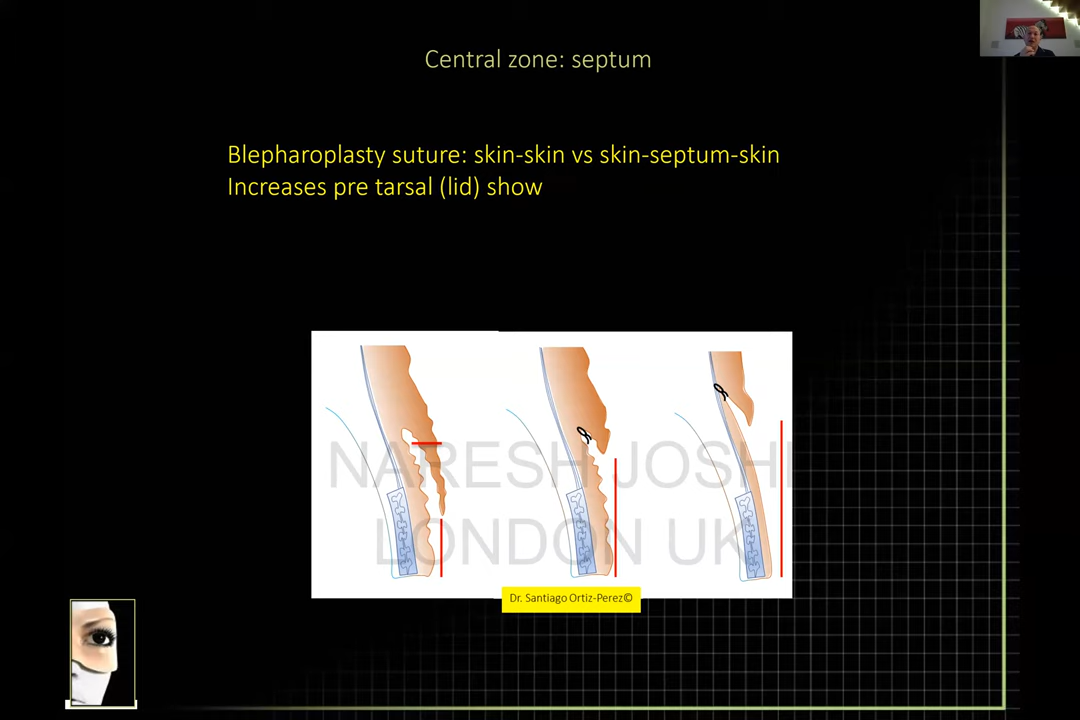 Central zone: septum
Blepharoplasty suture: skin-skin vs skin-septum-skin
Increases pre tarsal (lid) show
NARESH JOSHI
LONDON UK
Dr. Santiago Ortiz-Perez©